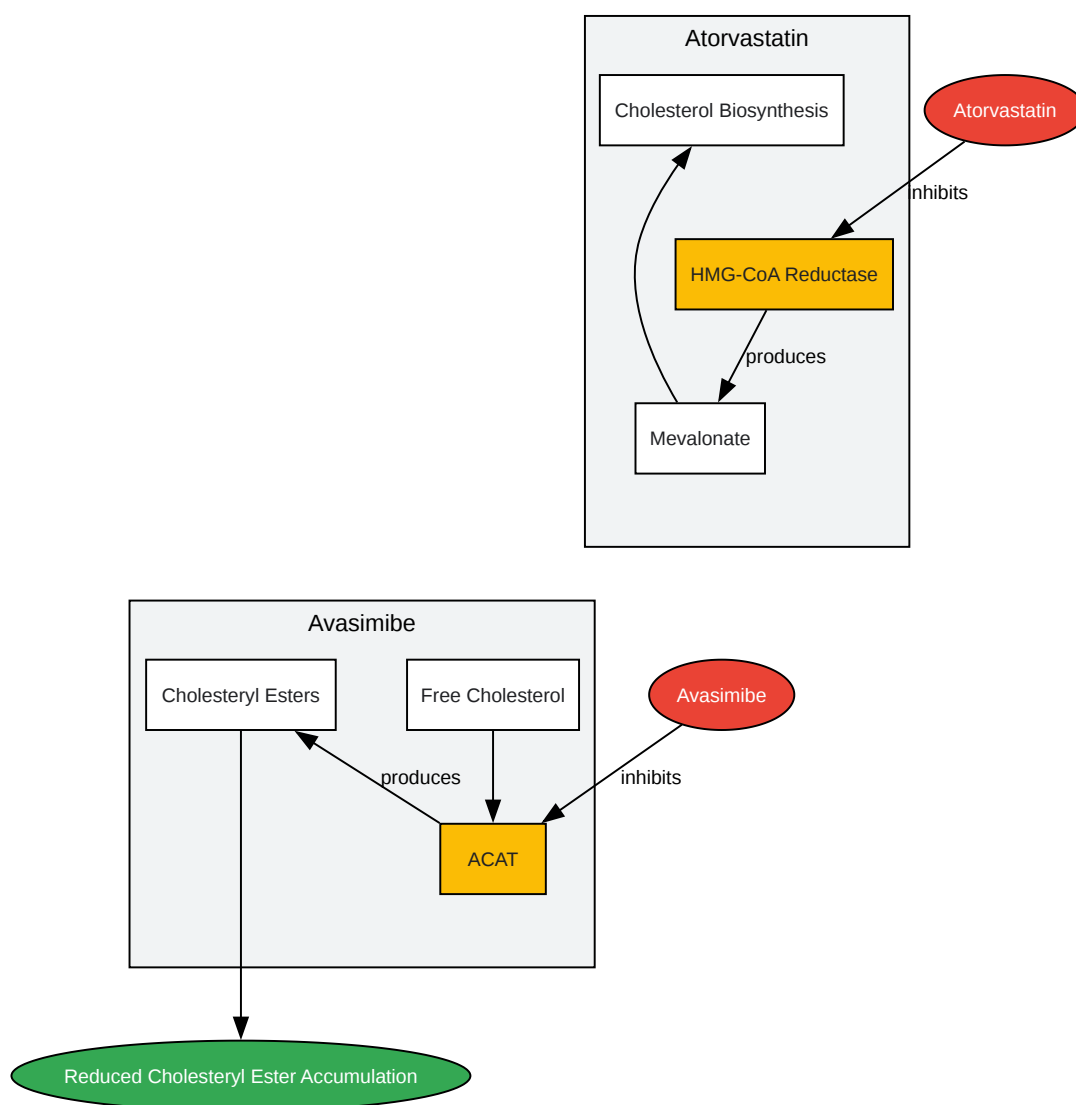 Atorvastatin
Cholesterol Biosynthesis
Atorvastatin
inhibits
HMG-CoA Reductase
produces
Mevalonate
Avasimibe
Cholesteryl Esters
Free Cholesterol
Avasimibe
produces
inhibits
ACAT
Reduced Cholesteryl Ester Accumulation